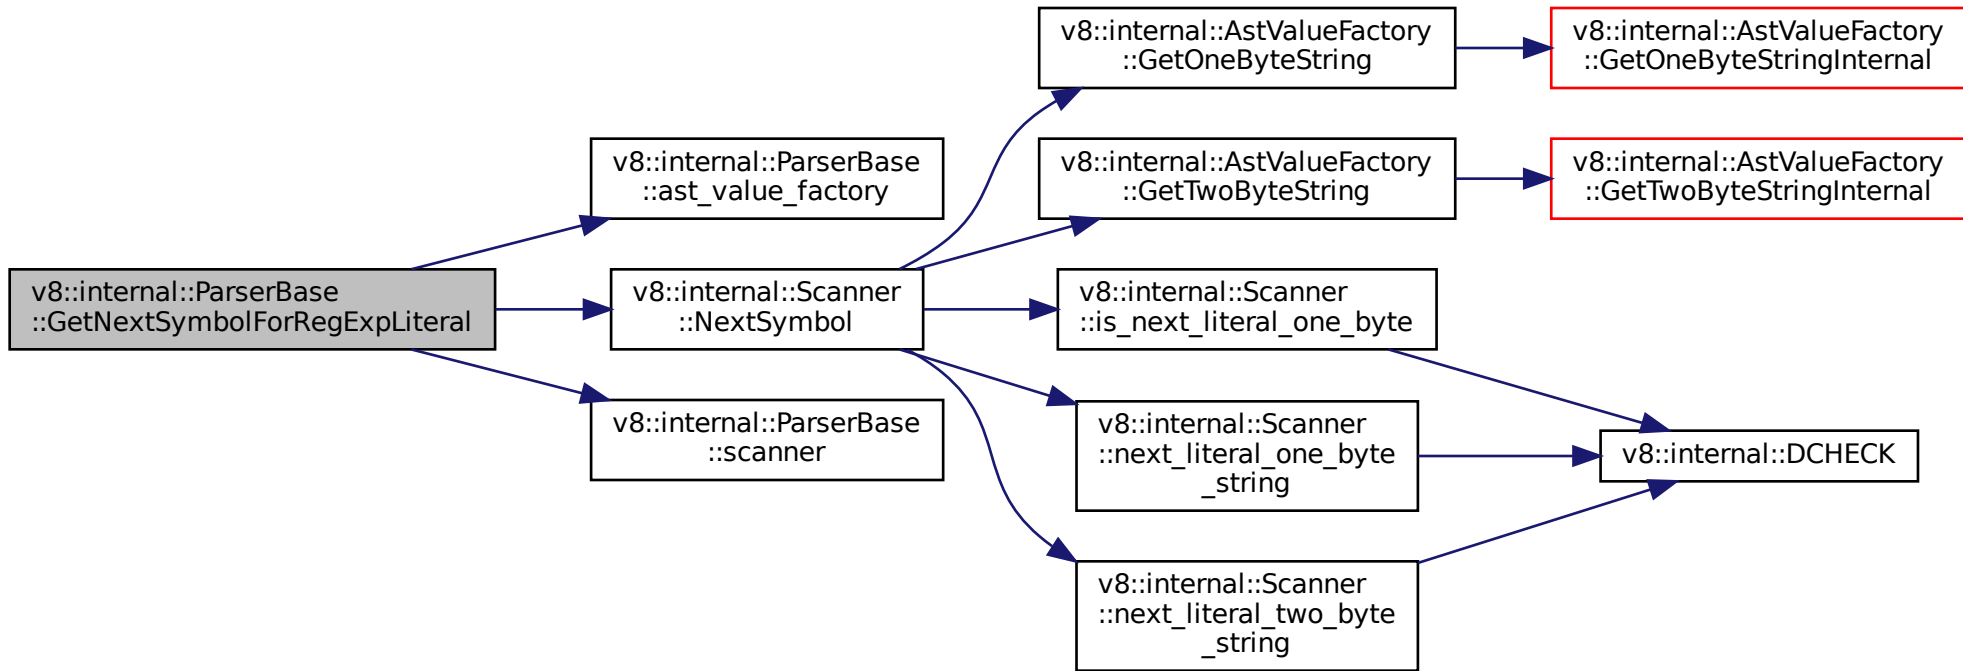 v8::internal::ParserBase
::GetNextSymbolForRegExpLiteral
v8::internal::ParserBase
::ast_value_factory
v8::internal::Scanner
::NextSymbol
v8::internal::ParserBase
::scanner
v8::internal::AstValueFactory
::GetOneByteString
v8::internal::AstValueFactory
::GetTwoByteString
v8::internal::Scanner
::is_next_literal_one_byte
v8::internal::Scanner
::next_literal_one_byte
_string
v8::internal::Scanner
::next_literal_two_byte
_string
v8::internal::AstValueFactory
::GetOneByteStringInternal
v8::internal::AstValueFactory
::GetTwoByteStringInternal
v8::internal::DCHECK